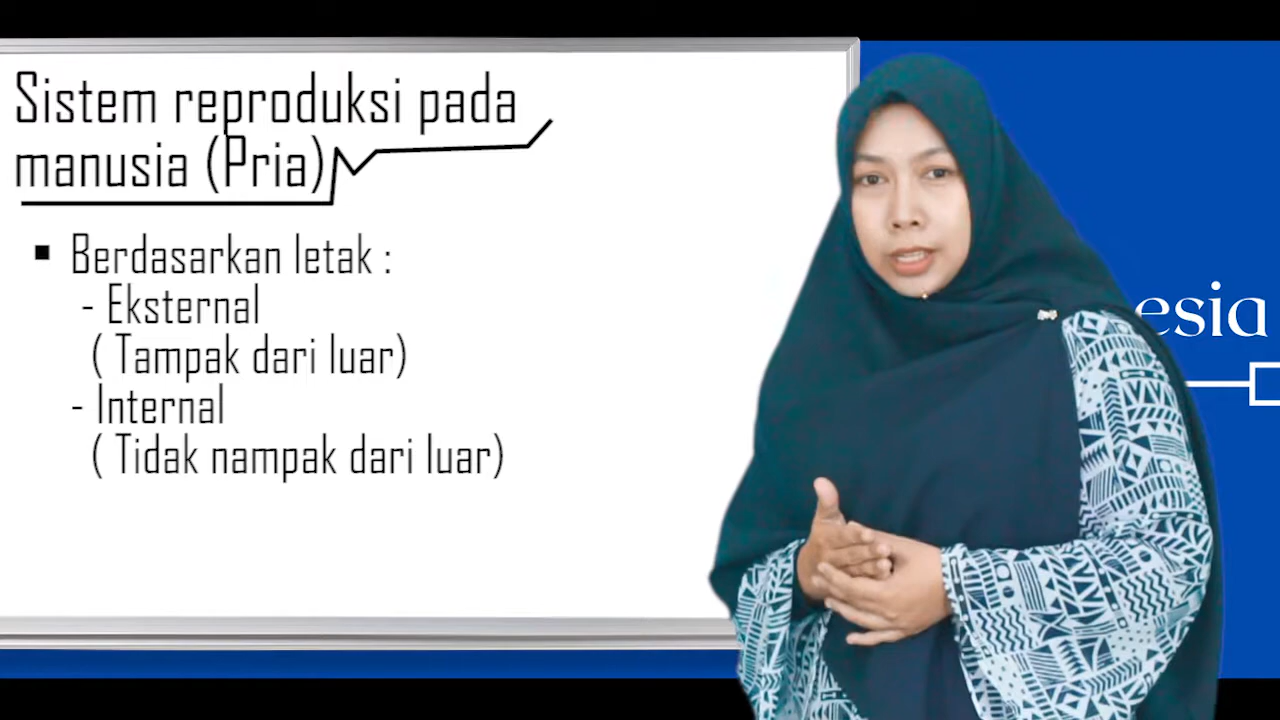 Sistem reproduksi pada
manusia (Pria)
▪ Berdasarkan letak :
- Eksternal
( Tampak dari luar)
- Internal
( Tidak nampak dari luar)
esia